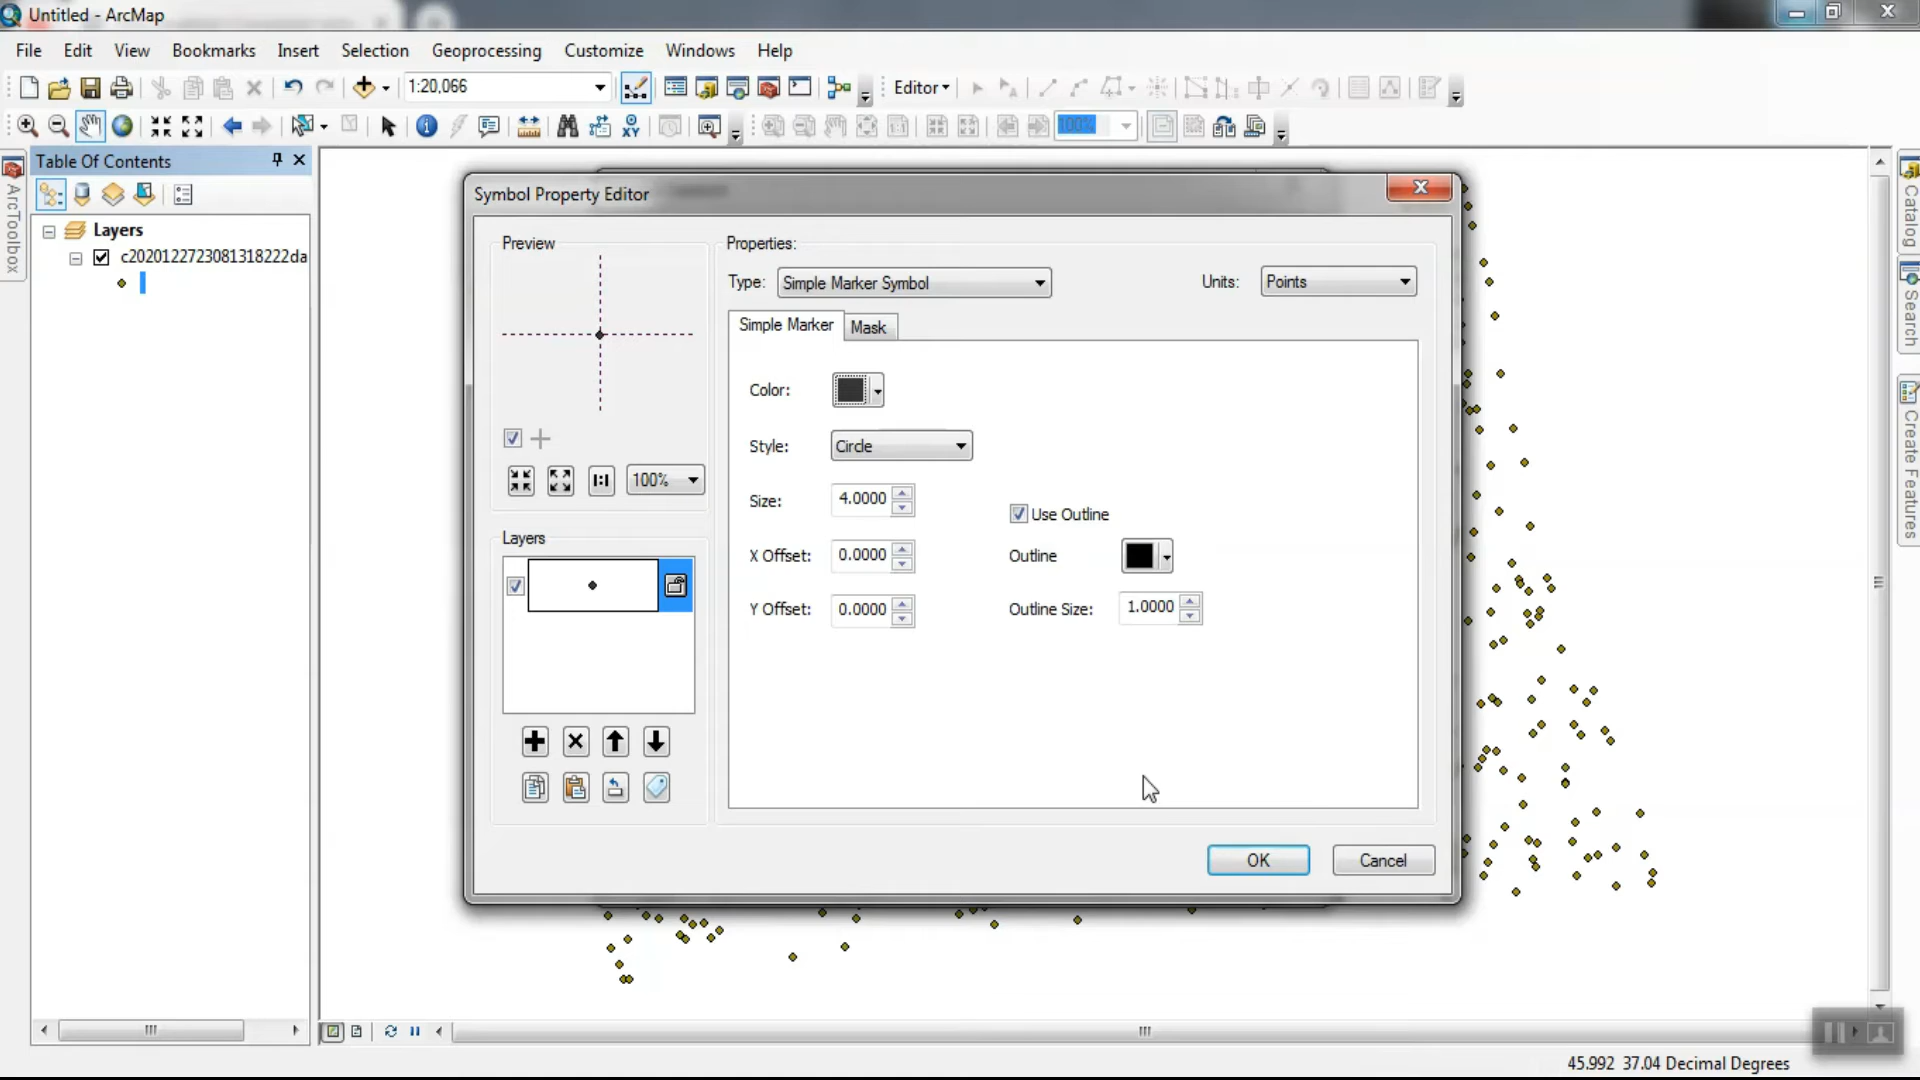 Untitled - ArcMap
File Edit View Bookmarks Insert Selection Geoprocessing Customize Windows Help
1:20,066
Editor
100%
Table Of Contents
ArcToolbox
Layers
c2020122723081318222da
Symbol Property Editor
Preview
Properties:
Type: Simple Marker Symbol
Units: Points
Simple Marker
Mask
Color:
Style: Circle
Size: 4.0000
Use Outline
X Offset: 0.0000
Outline
Y Offset: 0.0000
Outline Size: 1.0000
1:1
100%
Layers
OK
Cancel
Catalog
Search
Create Features
45.992 37.04 Decimal Degrees